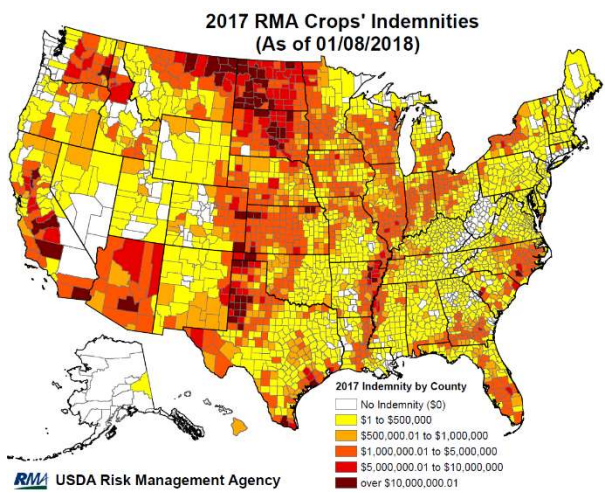 2017 RMA Crops' Indemnities
(As of 01/08/2018)
2017 Indemnity by County
No Indemnity ($0)
$1 to $500,000
$500,000.01 to $1,000,000
$1,000,000.01 to $5,000,000
$5,000,000.01 to $10,000,000
over $10,000,000.01
RMA USDA Risk Management Agency